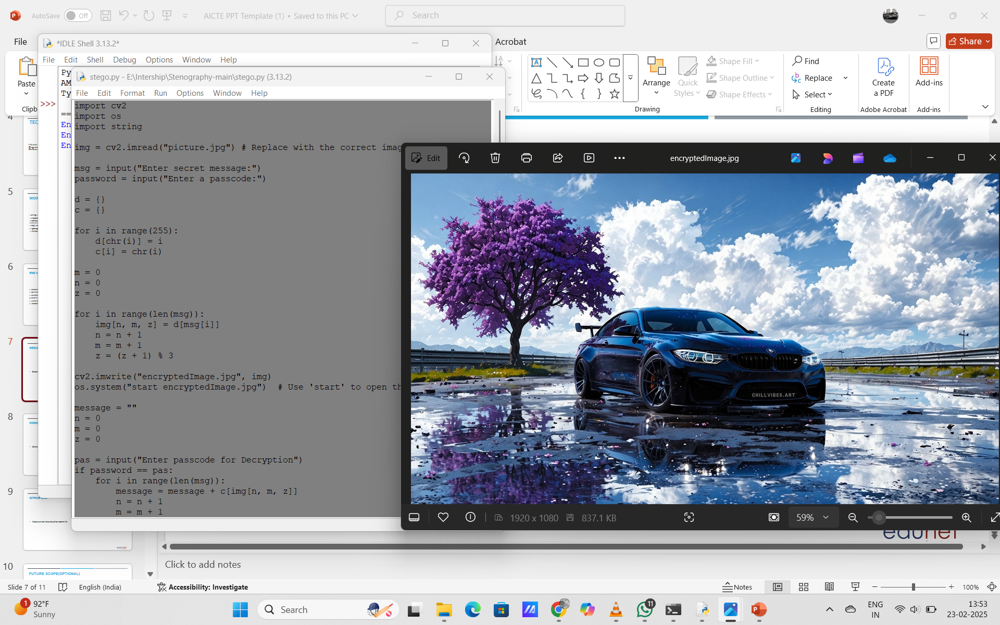 AutoSave Off
AICTE PPT Template (1) • Saved to this PC
Search
File
Acrobat
Share
*IDLE Shell 3.13.2*
File Edit Shell Debug Options Window Help
Paste
Clipb
Py
AM
Ty
>>>
==
En
En
En
stego.py - E:\Intership\Stenography-main\stego.py (3.13.2)
File Edit Format Run Options Window Help
import cv2
import os
import string
img = cv2.imread("picture.jpg") # Replace with the correct imag
msg = input("Enter secret message:")
password = input("Enter a passcode:")
d = {}
c = {}
for i in range(255):
    d[chr(i)] = i
    c[i] = chr(i)
m = 0
n = 0
z = 0
for i in range(len(msg)):
    img[n, m, z] = d[msg[i]]
    n = n + 1
    m = m + 1
    z = (z + 1) % 3
cv2.imwrite("encryptedImage.jpg", img)
os.system("start encryptedImage.jpg")  # Use 'start' to open th
message = ""
n = 0
m = 0
z = 0
pas = input("Enter passcode for Decryption")
if password == pas:
    for i in range(len(msg)):
        message = message + c[img[n, m, z]]
        n = n + 1
        m = m + 1
Arrange
Quick
Styles
Shape Fill
Shape Outline
Shape Effects
Drawing
Find
Replace
Select
Editing
Create
a PDF
Adobe Acrobat
Add-ins
Add-ins
Edit
encryptedImage.jpg
CHILLVIBES.ART
1920 x 1080
837.1 KB
59%
4
TEC
5
WOW
6
END U
7
RESU
8
CONC
9
GITHUB
edunet
10
FUTURE SCOPE(OPTIONAL)
edunet
Click to add notes
Slide 7 of 11
English (India)
Accessibility: Investigate
Notes
100%
1
92°F
Sunny
Search
11
ENG
IN
13:53
23-02-2025